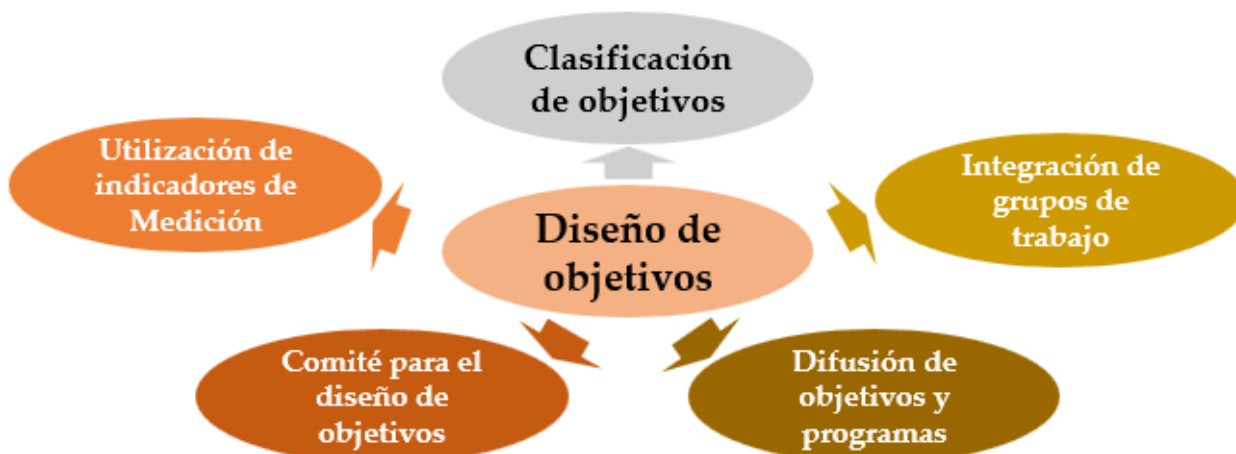 Clasificación
de objetivos
Utilización de
indicadores de
Medición
Integración de
grupos de
trabajo
Diseño de
objetivos
Comité para el
diseño de
objetivos
Difusión de
objetivos y
programas